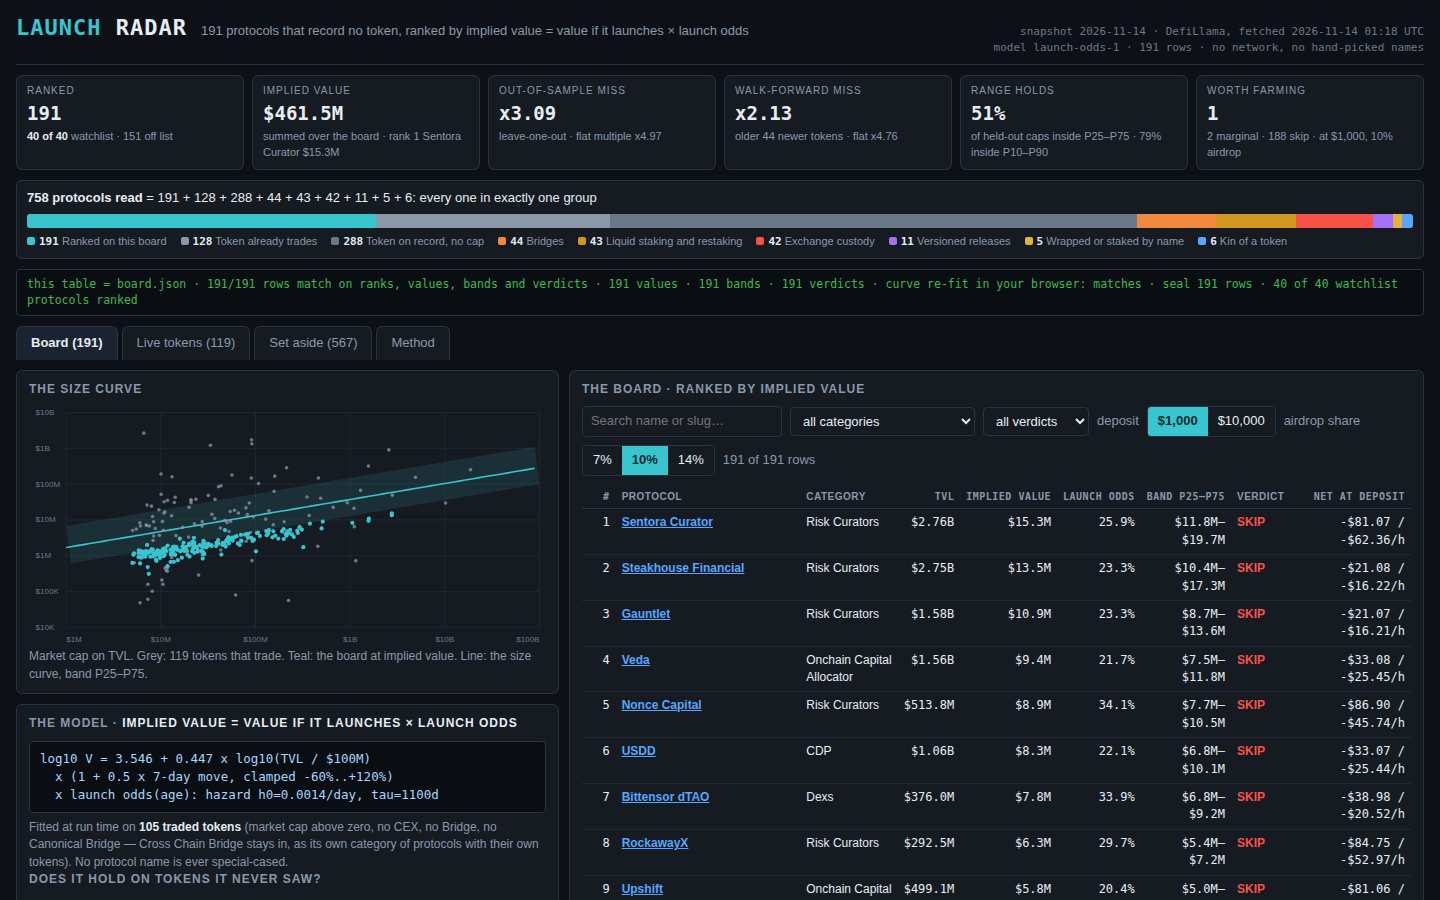 LAUNCH RADAR 191 protocols that record no token, ranked by implied value = value if it launches × launch odds
snapshot 2026-11-14 · DefiLlama, fetched 2026-11-14 01:18 UTC
model launch-odds-1 · 191 rows · no network, no hand-picked names
RANKED
191
40 of 40 watchlist · 151 off list
IMPLIED VALUE
$461.5M
summed over the board · rank 1 Sentora
Curator $15.3M
OUT-OF-SAMPLE MISS
x3.09
leave-one-out · flat multiple x4.97
WALK-FORWARD MISS
x2.13
older 44 newer tokens · flat x4.76
RANGE HOLDS
51%
of held-out caps inside P25–P75 · 79%
inside P10–P90
WORTH FARMING
1
2 marginal · 188 skip · at $1,000, 10%
airdrop
758 protocols read = 191 + 128 + 288 + 44 + 43 + 42 + 11 + 5 + 6: every one in exactly one group
191 Ranked on this board 128 Token already trades 288 Token on record, no cap 44 Bridges 43 Liquid staking and restaking 42 Exchange custody 11 Versioned releases 5 Wrapped or staked by name 6 Kin of a token
this table = board.json · 191/191 rows match on ranks, values, bands and verdicts · 191 values · 191 bands · 191 verdicts · curve re-fit in your browser: matches · seal 191 rows · 40 of 40 watchlist
protocols ranked
Board (191) Live tokens (119) Set aside (567) Method
THE SIZE CURVE
$10B
$1B
$100M
$10M
$1M
$100K
$10K
$1M $10M $100M $1B $10B $100B
Market cap on TVL. Grey: 119 tokens that trade. Teal: the board at implied value. Line: the size
curve, band P25–P75.
THE MODEL · IMPLIED VALUE = VALUE IF IT LAUNCHES × LAUNCH ODDS
log10 V = 3.546 + 0.447 x log10(TVL / $100M)
x (1 + 0.5 x 7-day move, clamped -60%..+120%)
x launch odds(age): hazard h0=0.0014/day, tau=1100d
Fitted at run time on 105 traded tokens (market cap above zero, no CEX, no Bridge, no
Canonical Bridge — Cross Chain Bridge stays in, as its own category of protocols with their own
tokens). No protocol name is ever special-cased.
DOES IT HOLD ON TOKENS IT NEVER SAW?
THE BOARD · RANKED BY IMPLIED VALUE
Search name or slug… all categories all verdicts deposit $1,000 $10,000 airdrop share
7% 10% 14% 191 of 191 rows
# PROTOCOL CATEGORY TVL IMPLIED VALUE LAUNCH ODDS BAND P25–P75 VERDICT NET AT DEPOSIT
1 Sentora Curator Risk Curators $2.76B $15.3M 25.9% $11.8M– SKIP -$81.07 /
$19.7M -$62.36/h
2 Steakhouse Financial Risk Curators $2.75B $13.5M 23.3% $10.4M– SKIP -$21.08 /
$17.3M -$16.22/h
3 Gauntlet Risk Curators $1.58B $10.9M 23.3% $8.7M– SKIP -$21.07 /
$13.6M -$16.21/h
4 Veda Onchain Capital $1.56B $9.4M 21.7% $7.5M– SKIP -$33.08 /
Allocator $11.8M -$25.45/h
5 Nonce Capital Risk Curators $513.8M $8.9M 34.1% $7.7M– SKIP -$86.90 /
$10.5M -$45.74/h
6 USDD CDP $1.06B $8.3M 22.1% $6.8M– SKIP -$33.07 /
$10.1M -$25.44/h
7 Bittensor dTAO Dexs $376.0M $7.8M 33.9% $6.8M– SKIP -$38.98 /
$9.2M -$20.52/h
8 RockawayX Risk Curators $292.5M $6.3M 29.7% $5.4M– SKIP -$84.75 /
$7.2M -$52.97/h
9 Upshift Onchain Capital $499.1M $5.8M 20.4% $5.0M– SKIP -$81.06 /